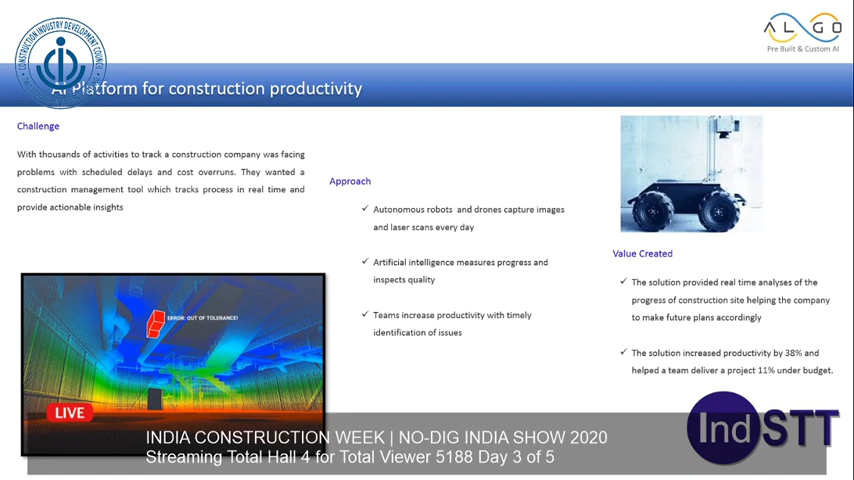 CONSTRUCTION INDUSTRY DEVELOPMENT COUNCIL
ALGO
Pre Built & Custom AI
AI Platform for construction productivity
Challenge
With thousands of activities to track a construction company was facing
problems with scheduled delays and cost overruns. They wanted a
construction management tool which tracks process in real time and
provide actionable insights
Approach
✓ Autonomous robots and drones capture images
and laser scans every day
✓ Artificial intelligence measures progress and
inspects quality
✓ Teams increase productivity with timely
identification of issues
Value Created
✓ The solution provided real time analyses of the
progress of construction site helping the company
to make future plans accordingly
✓ The solution increased productivity by 38% and
helped a team deliver a project 11% under budget.
ERROR: OUT OF TOLERANCE!
LIVE
INDIA CONSTRUCTION WEEK | NO-DIG INDIA SHOW 2020
Streaming Total Hall 4 for Total Viewer 5188 Day 3 of 5
IndSTT